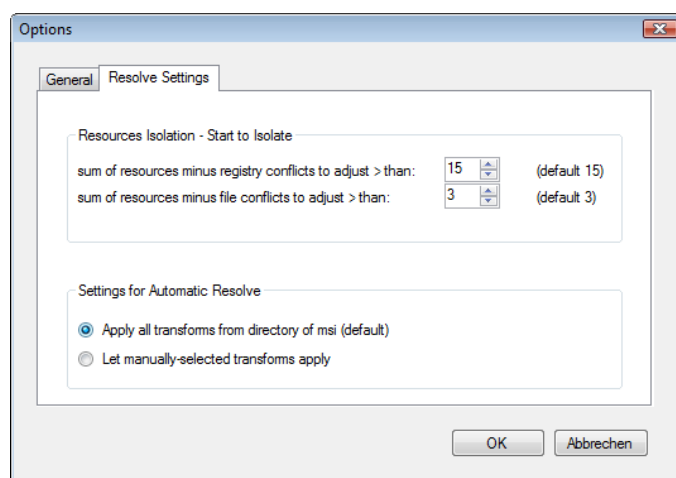 Options
General Resolve Settings
Resources Isolation - Start to Isolate
sum of resources minus registry conflicts to adjust > than: 15 (default 15)
sum of resources minus file conflicts to adjust > than: 3 (default 3)
Settings for Automatic Resolve
Apply all transforms from directory of msi (default)
Let manually-selected transforms apply
OK Abbrechen